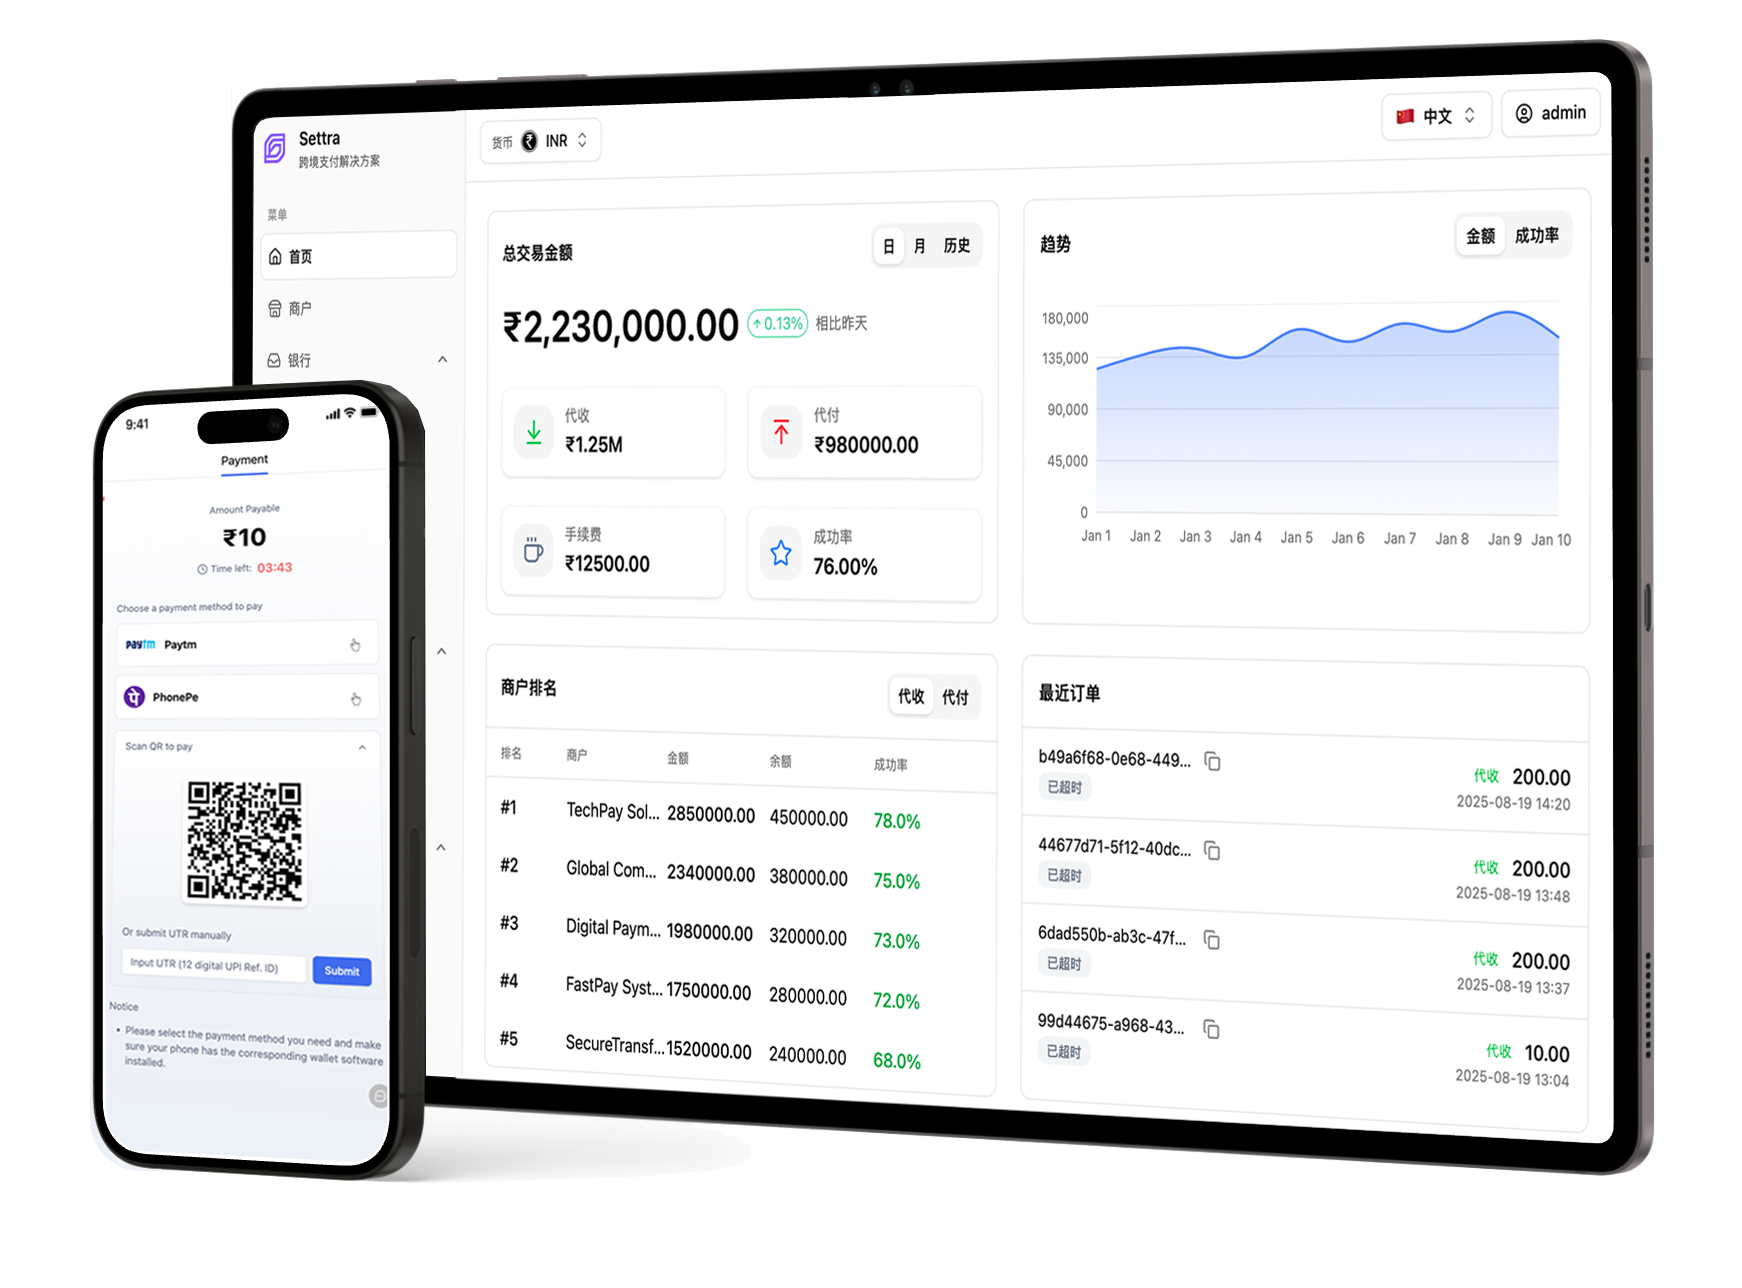 Settra
跨境支付解决方案
货币 INR
中文
admin
菜单
首页
商户
银行
总交易金额
日 月 历史
₹2,230,000.00
0.13% 相比昨天
代收
₹1.25M
代付
₹980000.00
手续费
₹12500.00
成功率
76.00%
趋势
金额 成功率
180,000
135,000
90,000
45,000
0
Jan 1 Jan 2 Jan 3 Jan 4 Jan 5 Jan 6 Jan 7 Jan 8 Jan 9 Jan 10
商户排名
代收 代付
排名 商户 金额 余额 成功率
#1 TechPay Sol... 2850000.00 450000.00 78.0%
#2 Global Com... 2340000.00 380000.00 75.0%
#3 Digital Paym... 1980000.00 320000.00 73.0%
#4 FastPay Syst... 1750000.00 280000.00 72.0%
#5 SecureTransf... 1520000.00 240000.00 68.0%
最近订单
b49a6f68-0e68-449...
已超时
代收 200.00
2025-08-19 14:20
44677d71-5f12-40dc...
已超时
代收 200.00
2025-08-19 13:48
6dad550b-ab3c-47f...
已超时
代收 200.00
2025-08-19 13:37
99d44675-a968-43...
已超时
代收 10.00
2025-08-19 13:04
9:41
Payment
Amount Payable
₹10
Time left: 03:43
Choose a payment method to pay
paytm Paytm
पे PhonePe
Scan QR to pay
Or submit UTR manually
Input UTR (12 digital UPI Ref. ID)
Submit
Notice
• Please select the payment method you need and make
sure your phone has the corresponding wallet software
installed.